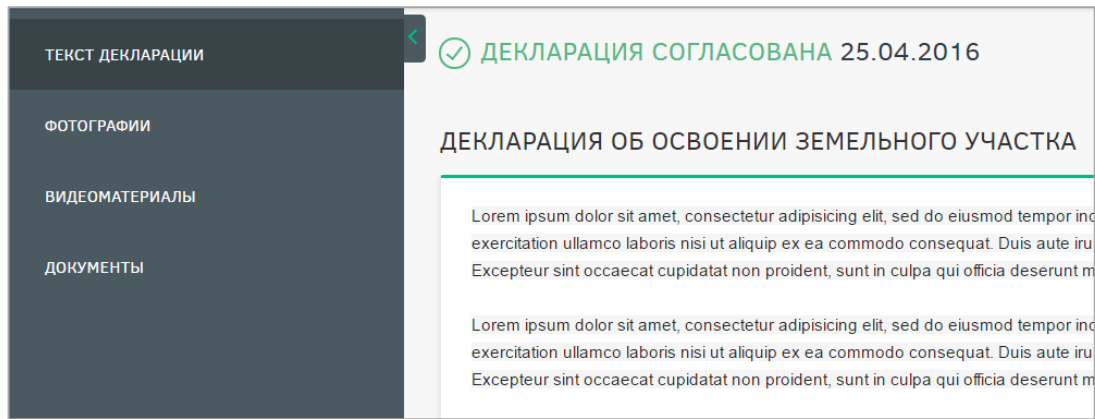 ТЕКСТ ДЕКЛАРАЦИИ
ФОТОГРАФИИ
ВИДЕОМАТЕРИАЛЫ
ДОКУМЕНТЫ
ДЕКЛАРАЦИЯ СОГЛАСОВАНА 25.04.2016
ДЕКЛАРАЦИЯ ОБ ОСВОЕНИИ ЗЕМЕЛЬНОГО УЧАСТКА
Lorem ipsum dolor sit amet, consectetur adipisicing elit, sed do eiusmod tempor
exercitation ullamco laboris nisi ut aliquip ex ea commodo consequat. Duis aute
Excepteur sint occaecat cupidatat non proident, sunt in culpa qui officia deserunt
Lorem ipsum dolor sit amet, consectetur adipisicing elit, sed do eiusmod tempor
exercitation ullamco laboris nisi ut aliquip ex ea commodo consequat. Duis aute
Excepteur sint occaecat cupidatat non proident, sunt in culpa qui officia deserunt